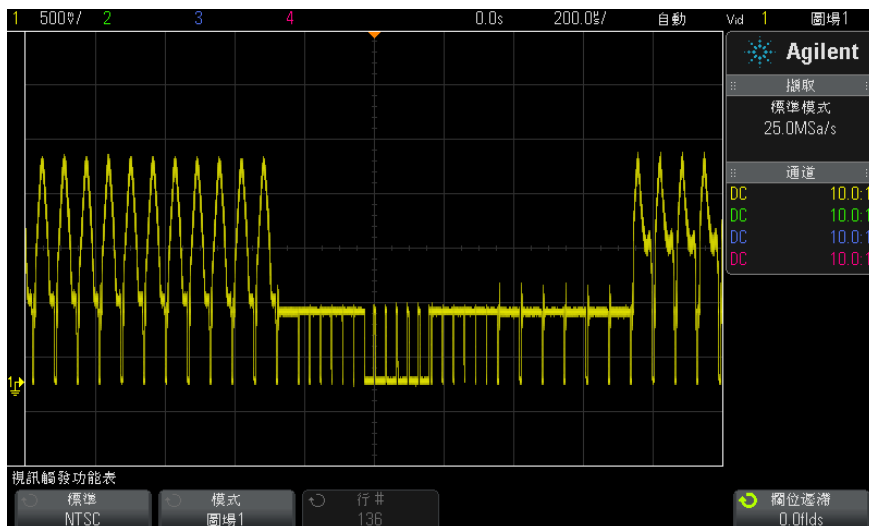 1 500㎷/ 2 3 4 0.0s 200.0㎲/ 自動 Vid 1 圖場1
Agilent
擷取
標準模式
25.0MSa/s
通道
DC 10.0:1
DC 10.0:1
DC 10.0:1
DC 10.0:1
1
視訊觸發功能表
標準
NTSC
模式
圖場1
行 #
136
欄位遲滯
0.0flds